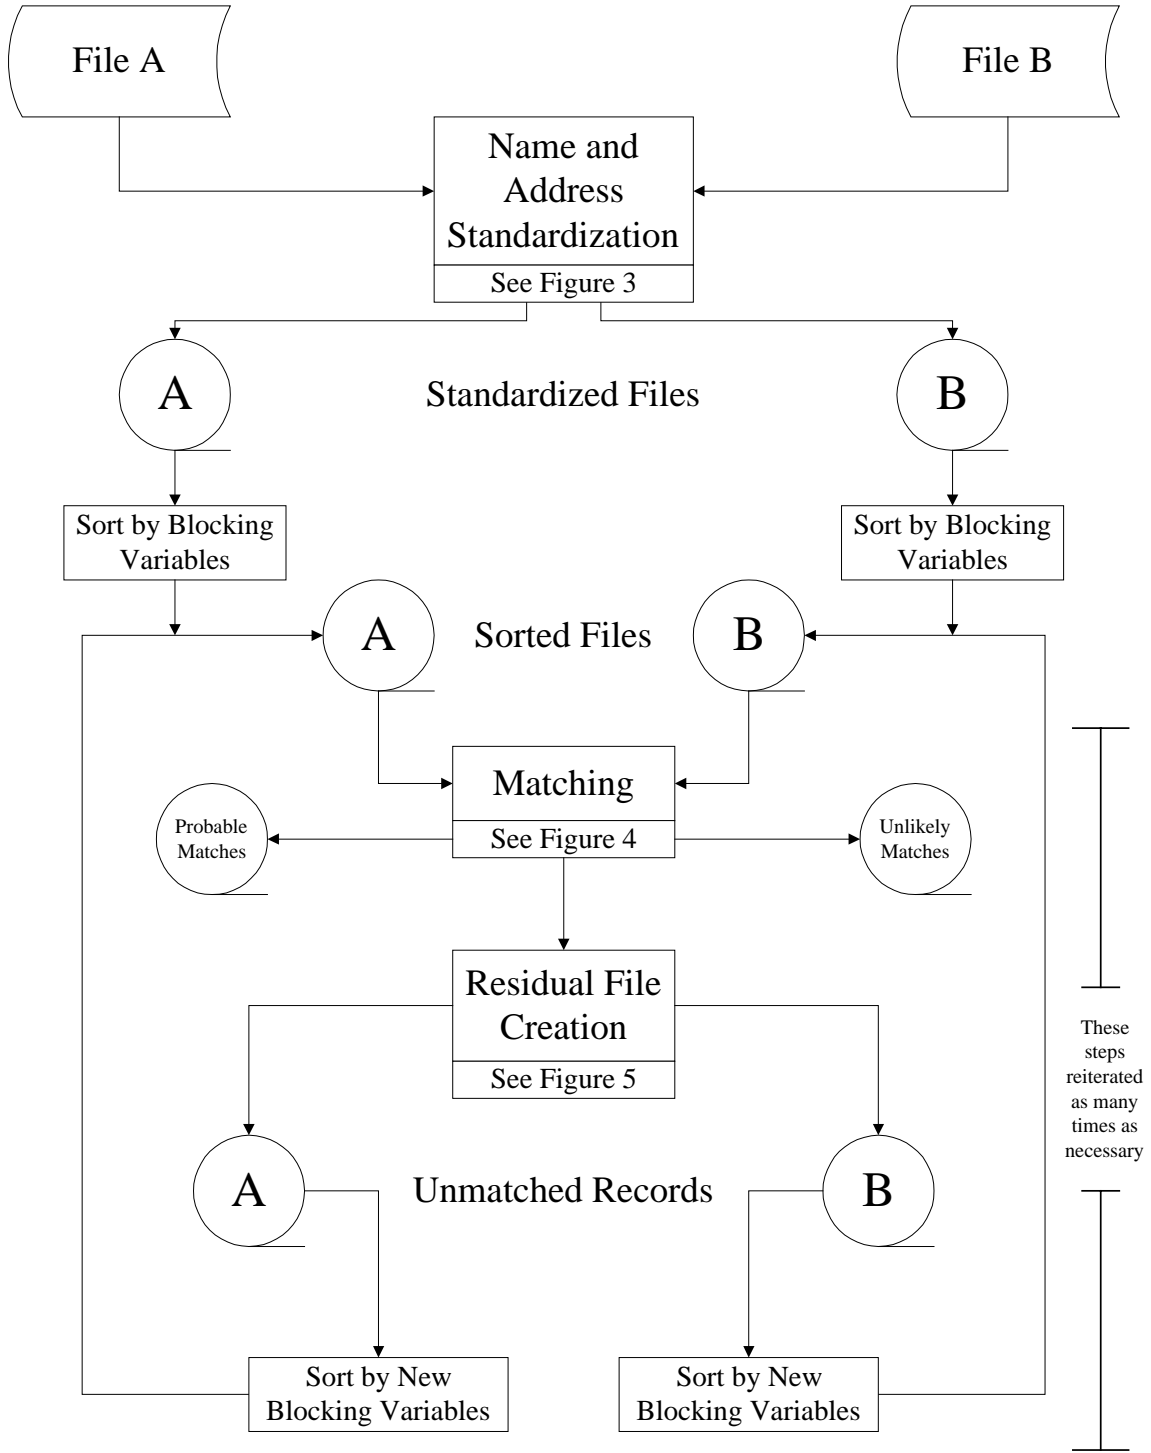 File A
File B
Name and
Address
Standardization
See Figure 3
A
Standardized Files
B
Sort by Blocking
Variables
Sort by Blocking
Variables
A
Sorted Files
B
Matching
See Figure 4
Probable
Matches
Unlikely
Matches
Residual File
Creation
See Figure 5
These
steps
reiterated
as many
times as
necessary
A
Unmatched Records
B
Sort by New
Blocking Variables
Sort by New
Blocking Variables